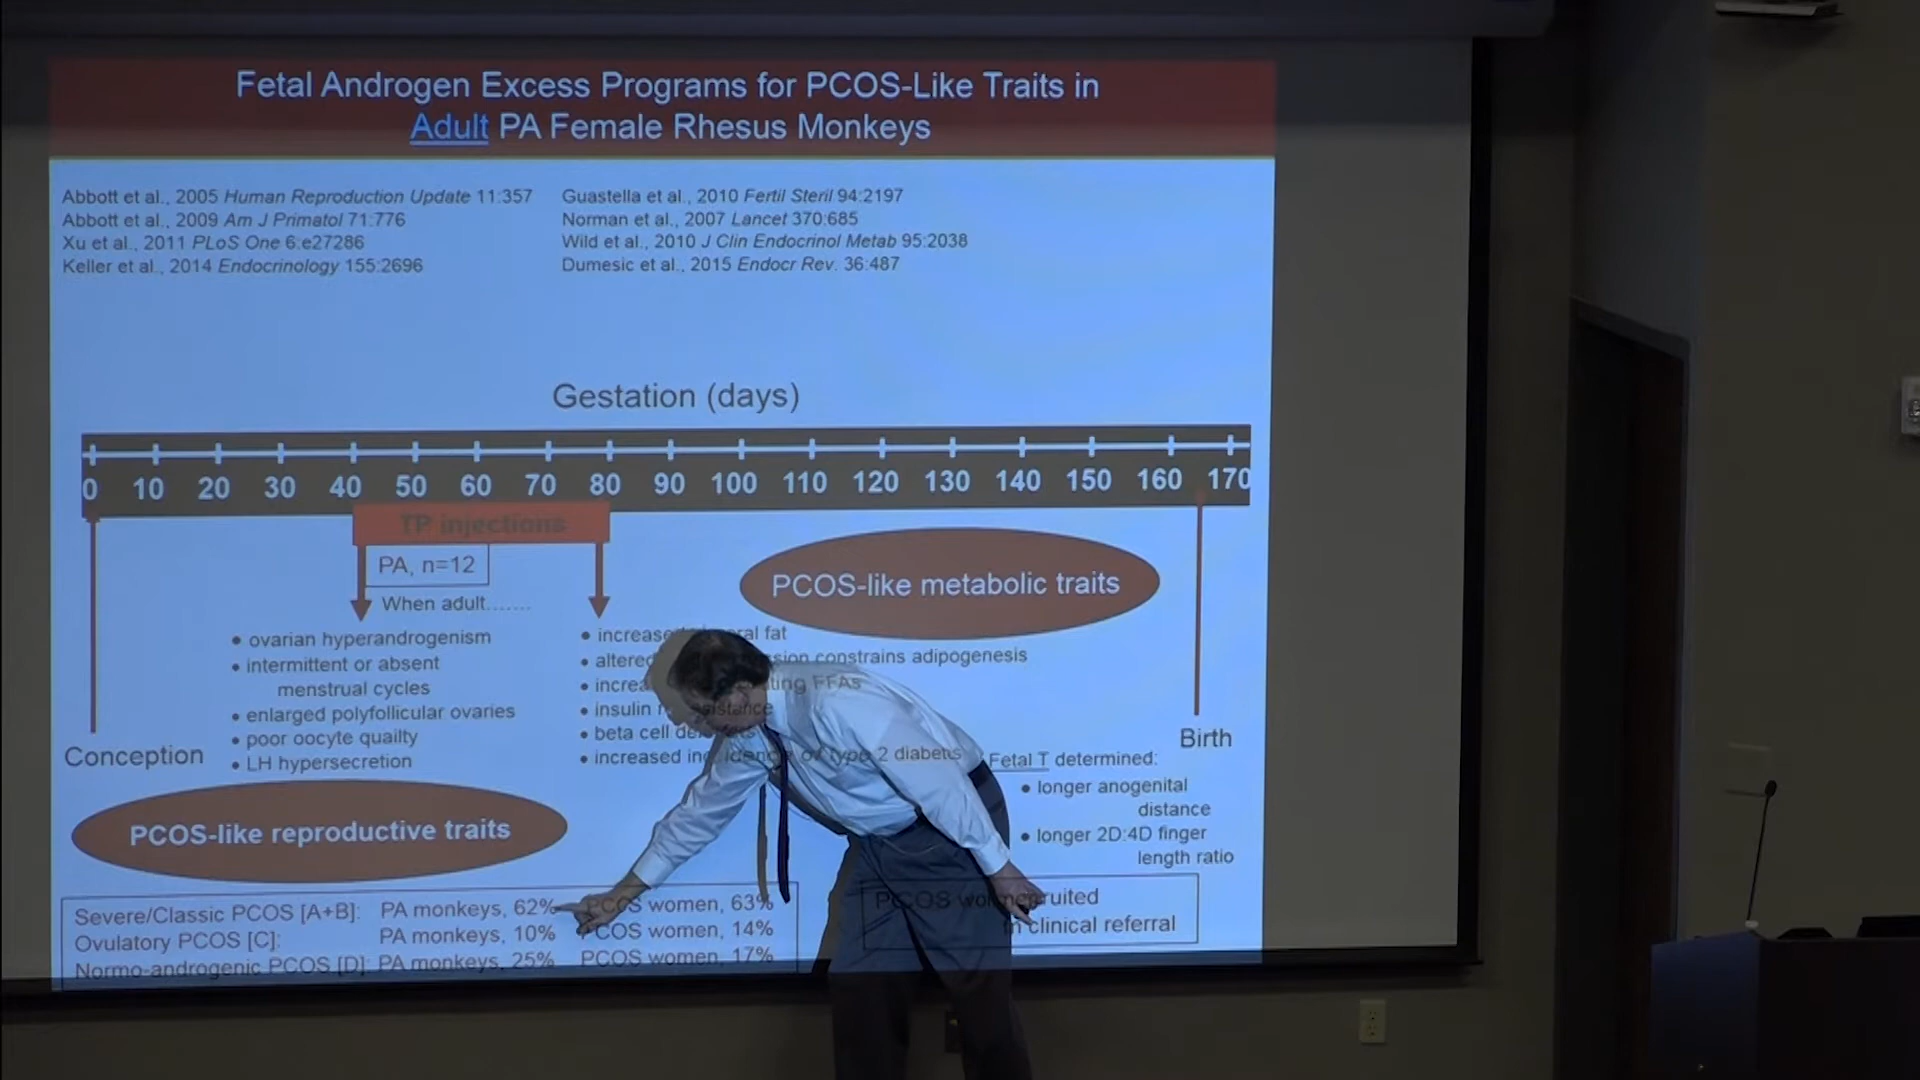 Fetal Androgen Excess Programs for PCOS-Like Traits in
Adult PA Female Rhesus Monkeys
Abbott et al., 2005 Human Reproduction Update 11:357
Abbott et al., 2009 Am J Primatol 71:776
Xu et al., 2011 PLoS One 6:e27286
Keller et al., 2014 Endocrinology 155:2696
Guastella et al., 2010 Fertil Steril 94:2197
Norman et al., 2007 Lancet 370:685
Wild et al., 2010 J Clin Endocrinol Metab 95:2038
Dumesic et al., 2015 Endocr Rev. 36:487
Gestation (days)
0 10 20 30 40 50 60 70 80 90 100 110 120 130 140 150 160 170
TP injections
PA, n=12
When adult.......
• ovarian hyperandrogenism
• intermittent or absent
menstrual cycles
• enlarged polyfollicular ovaries
• poor oocyte quailty
• LH hypersecretion
PCOS-like metabolic traits
• increased fat
• altered constrains adipogenesis
• FFAs
• insulin
• beta cell
• increased incidence of type 2 diabetis
Conception
Birth
Fetal T determined:
• longer anogenital
distance
• longer 2D:4D finger
length ratio
PCOS-like reproductive traits
Severe/Classic PCOS [A+B]: PA monkeys, 62% PCOS women, 63%
Ovulatory PCOS [C]: PA monkeys, 10% PCOS women, 14%
Normo-androgenic PCOS [D]: PA monkeys, 25% PCOS women, 17%
PCOS
clinical referral